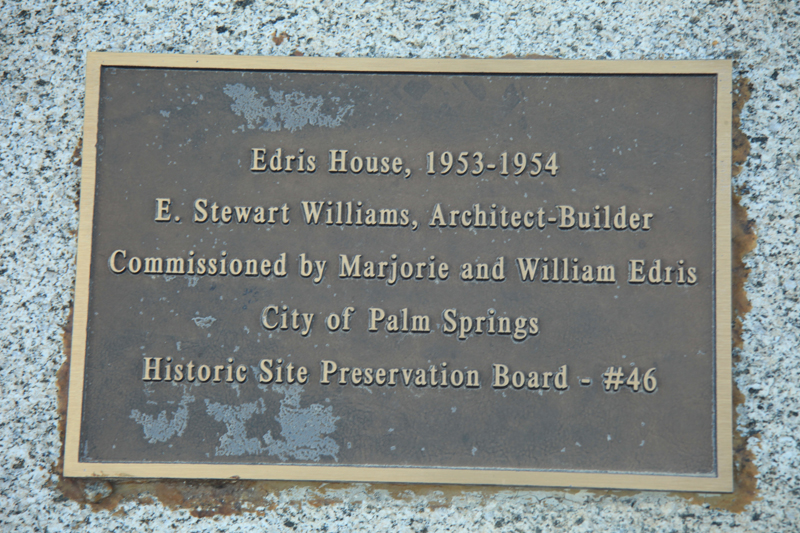 Edris House, 1953-1954
E. Stewart Williams, Architect-Builder
Commissioned by Marjorie and William Edris
City of Palm Springs
Historic Site Preservation Board - #46